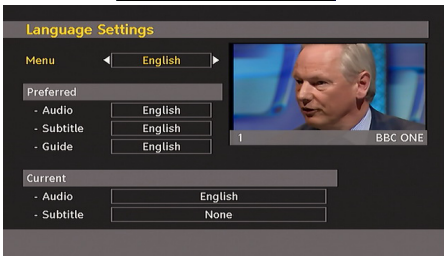 Language Settings
Menu English
Preferred
- Audio English
- Subtitle English
- Guide English
1 BBC ONE
Current
- Audio English
- Subtitle None